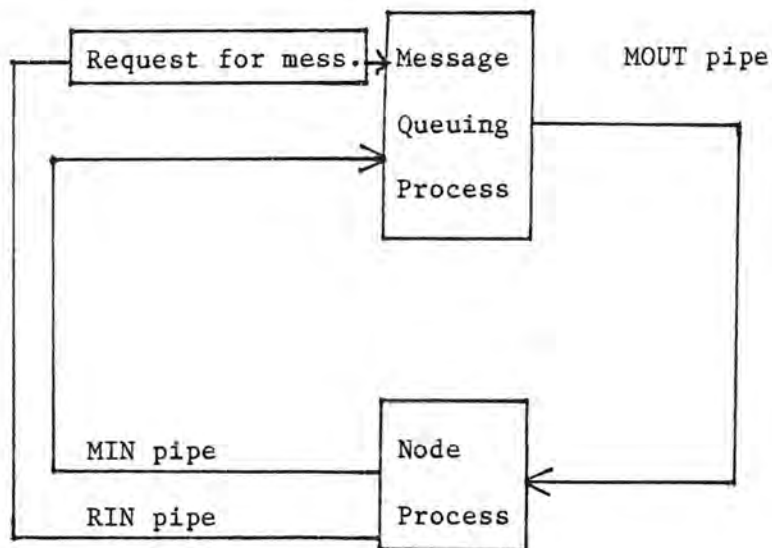 Request for mess.
Message
Queuing
Process
MOUT pipe
MIN pipe
RIN pipe
Node
Process